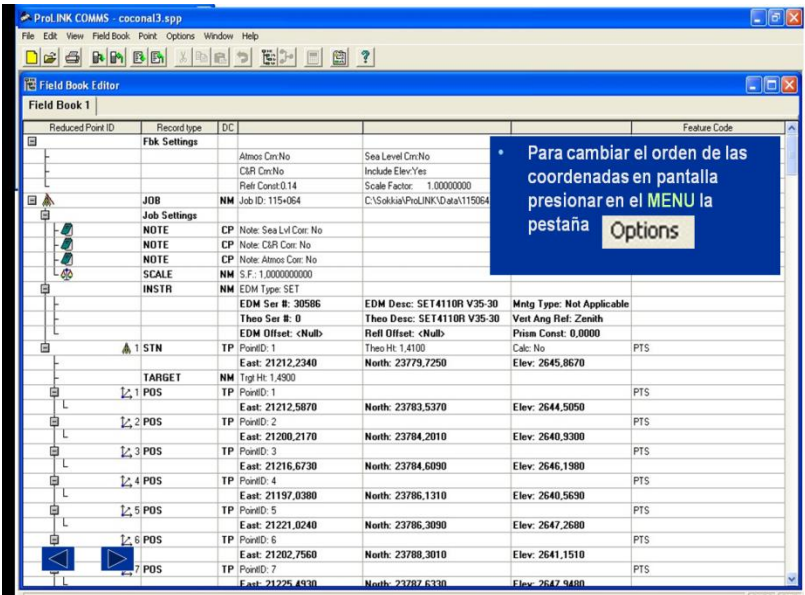 ProLINK COMMS - coconal3.spp
File Edit View Field Book Point Options Window Help
Field Book Editor
Field Book 1
Reduced Point ID Record type DC Feature Code
Fbk Settings
Atmos Crn:No Sea Level Crn:No
C&R Crn:No Include Elev:Yes
Refr Const:0.14 Scale Factor: 1.00000000
JOB NM Job ID: 115+064 C:\Sokkia\ProLINK\Data\115064
Job Settings
NOTE CP Note: Sea Lvl Corr: No
NOTE CP Note: C&R Corr: No
NOTE CP Note: Atmos Corr: No
SCALE NM S.F.: 1,0000000000
INSTR NM EDM Type: SET
EDM Ser #: 30586 EDM Desc: SET4110R V35-30 Mntg Type: Not Applicable
Theo Ser #: 0 Theo Desc: SET4110R V35-30 Vert Ang Ref: Zenith
EDM Offset: <Null> Refl Offset: <Null> Prism Const: 0,0000
1 STN TP PointID: 1 Theo Ht: 1,4100 Calc: No PTS
East: 21212,2340 North: 23779,7250 Elev: 2645,8670
TARGET NM Trgt Ht: 1,4900
1 POS TP PointID: 1 PTS
East: 21212,5870 North: 23783,5370 Elev: 2644,5050
2 POS TP PointID: 2 PTS
East: 21200,2170 North: 23784,2010 Elev: 2640,9300
3 POS TP PointID: 3 PTS
East: 21216,6730 North: 23784,6090 Elev: 2646,1980
4 POS TP PointID: 4 PTS
East: 21197,0380 North: 23786,1310 Elev: 2640,5690
5 POS TP PointID: 5 PTS
East: 21221,0240 North: 23786,3090 Elev: 2647,2680
6 POS TP PointID: 6 PTS
East: 21202,7560 North: 23788,3010 Elev: 2641,1510
7 POS TP PointID: 7 PTS
East: 21225,4930 North: 23787,6330 Elev: 2647,9480
• Para cambiar el orden de las
coordenadas en pantalla
presionar en el MENU la
pestaña Options